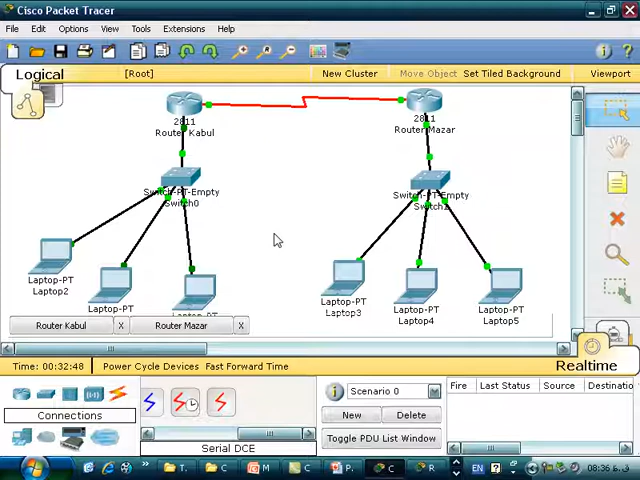 Cisco Packet Tracer
File Edit Options View Tools Extensions Help
Logical [Root] New Cluster Move Object Set Tiled Background Viewport
2811
Router Kabul
2811
Router Mazar
Switch-PT-Empty
Switch0
Switch-PT-Empty
Laptop-PT
Laptop2
Laptop-PT
Laptop-PT
Laptop3
Laptop-PT
Laptop4
Laptop-PT
Laptop5
Router Kabul X Router Mazar X
Time: 00:32:48 Power Cycle Devices Fast Forward Time Realtime
Connections
Serial DCE
Scenario 0
New Delete
Toggle PDU List Window
Fire Last Status Source Destinatio
T. C M P. C R EN